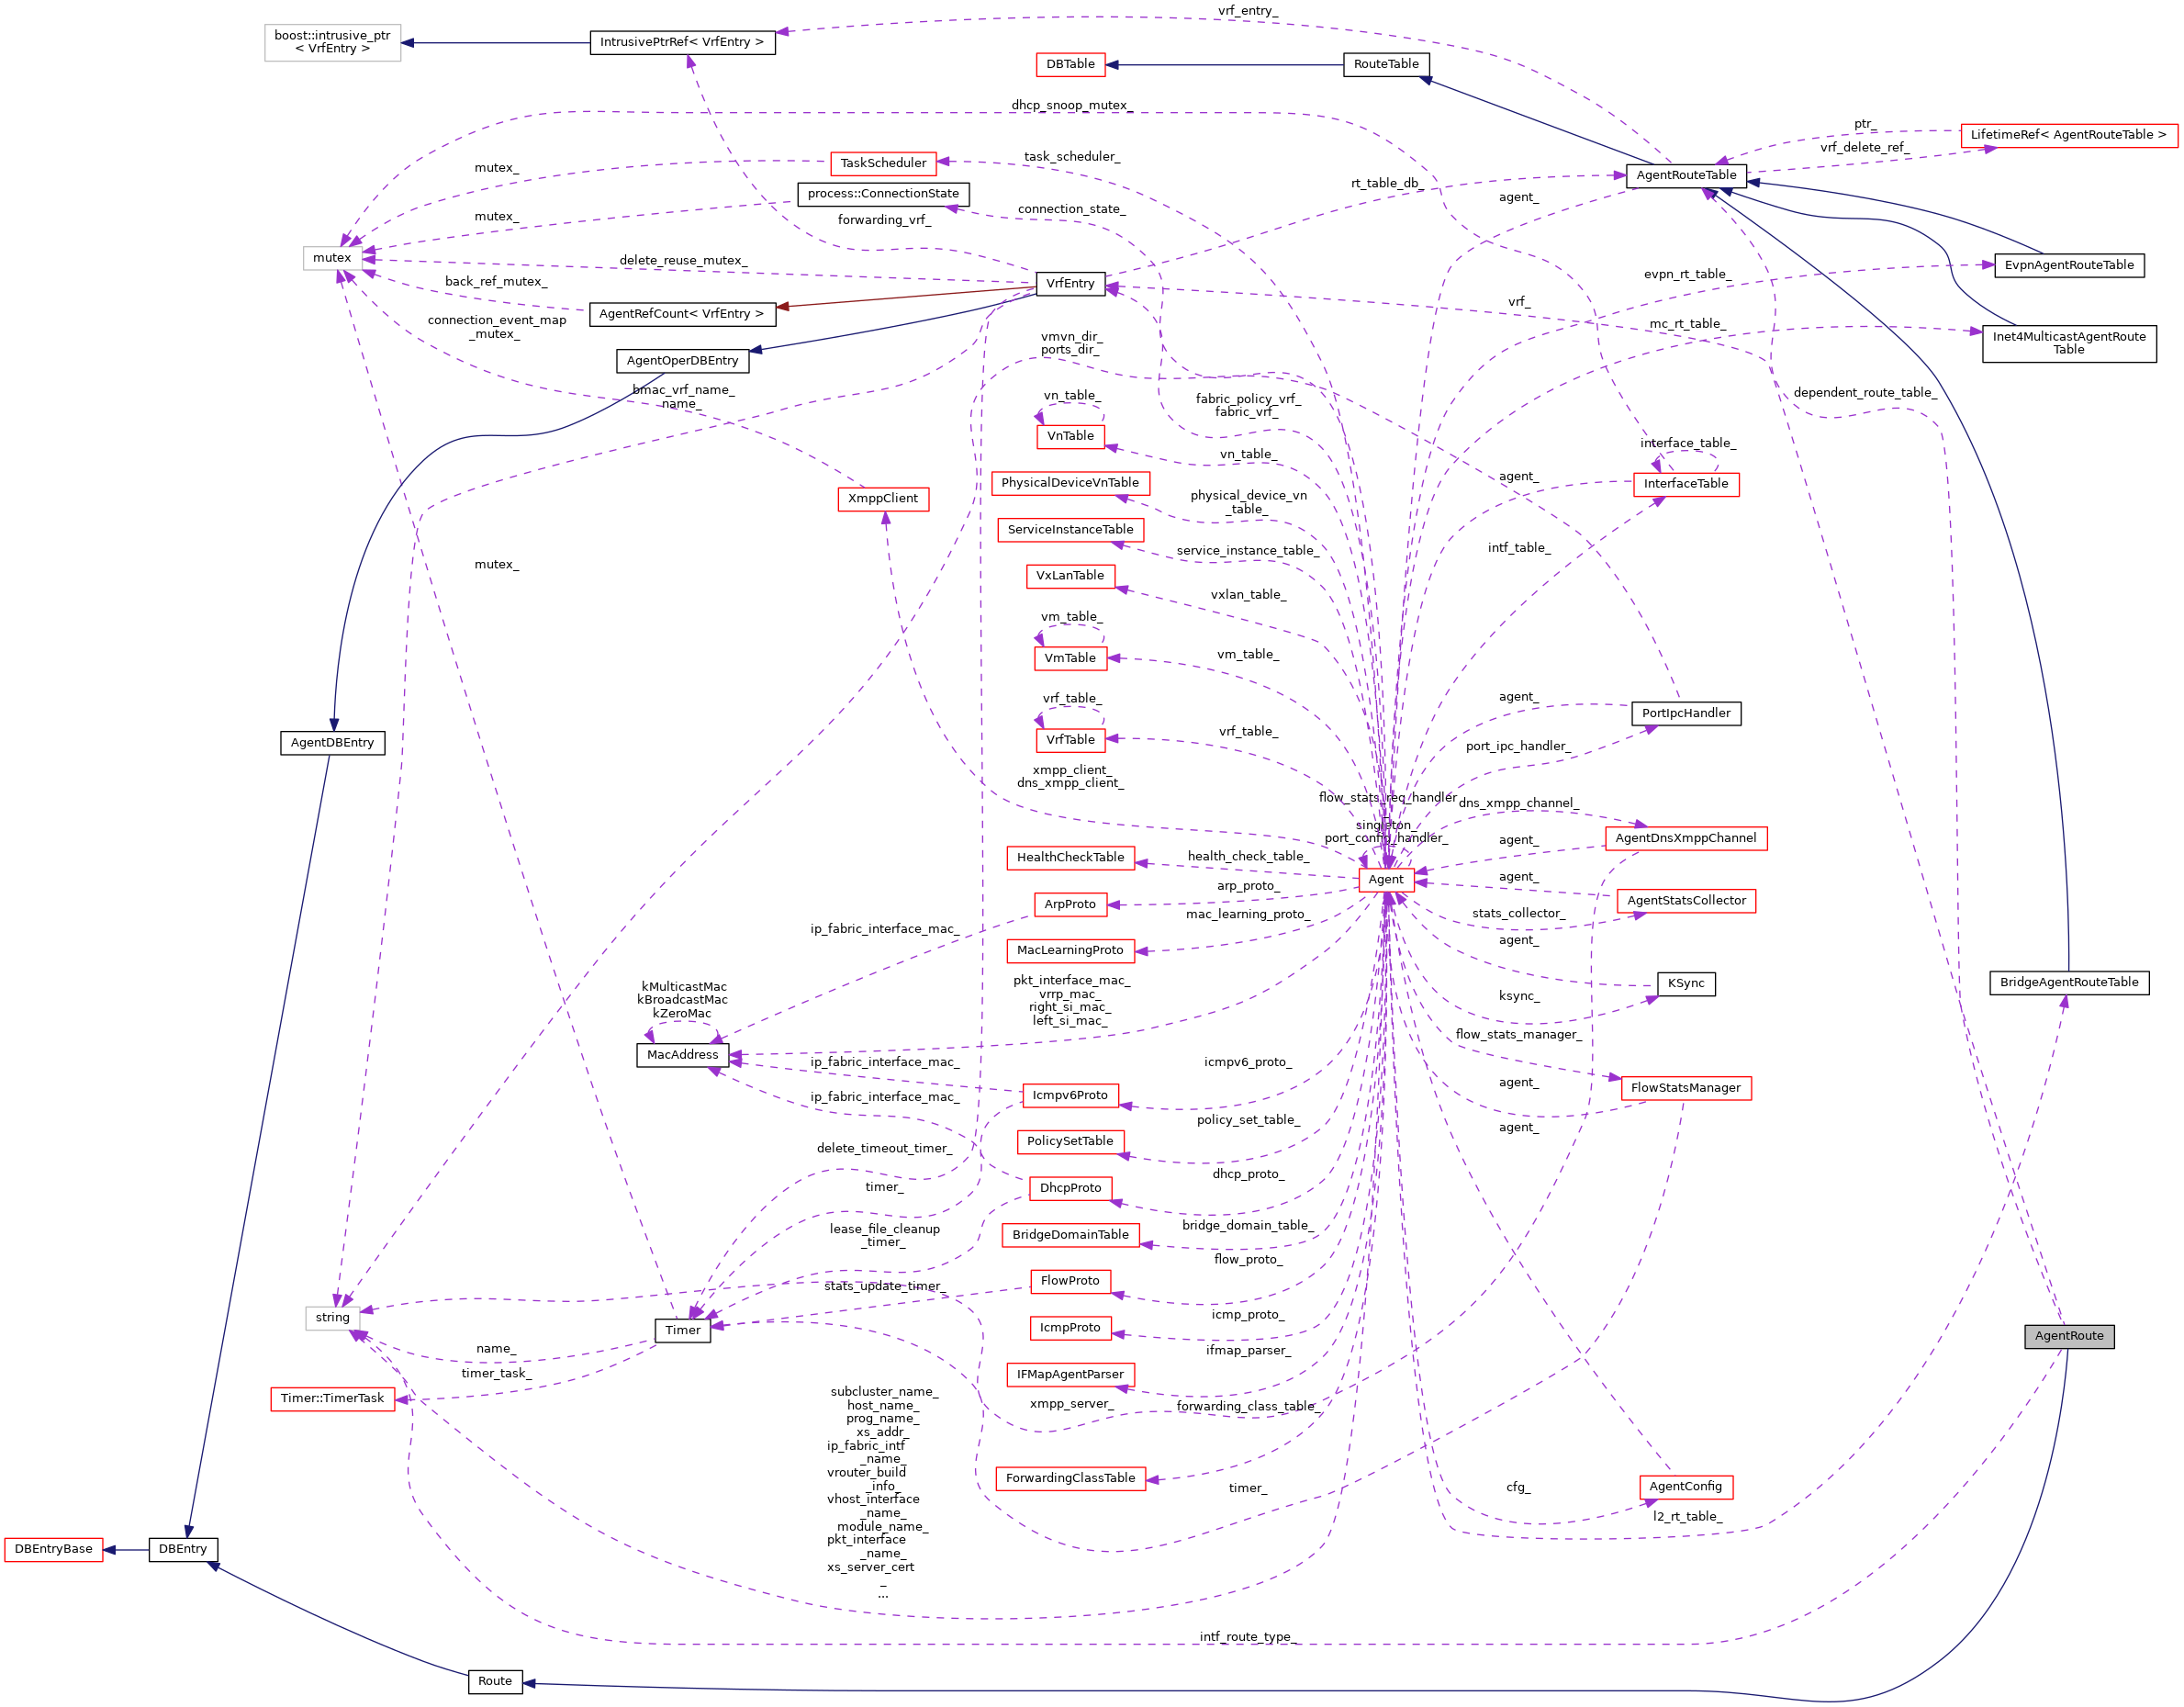 vrf_entry_
boost::intrusive_ptr
< VrfEntry >
IntrusivePtrRef< VrfEntry >
DBTable
RouteTable
dhcp_snoop_mutex_
ptr_
LifetimeRef< AgentRouteTable >
vrf_delete_ref_
task_scheduler_
TaskScheduler
mutex_
AgentRouteTable
rt_table_db_
process::ConnectionState
agent_
connection_state_
mutex_
forwarding_vrf_
mutex
delete_reuse_mutex_
EvpnAgentRouteTable
evpn_rt_table_
back_ref_mutex_
VrfEntry
vrf_
AgentRefCount< VrfEntry >
connection_event_map
_mutex_
mc_rt_table_
Inet4MulticastAgentRoute
Table
vmvn_dir_
ports_dir_
AgentOperDBEntry
bmac_vrf_name_
name_
dependent_route_table_
vn_table_
fabric_policy_vrf_
fabric_vrf_
VnTable
interface_table_
vn_table_
agent_
InterfaceTable
PhysicalDeviceVnTable
physical_device_vn
_table_
XmppClient
ServiceInstanceTable
service_instance_table_
intf_table_
mutex_
VxLanTable
vxlan_table_
vm_table_
VmTable
vm_table_
vrf_table_
agent_
PortIpcHandler
VrfTable
vrf_table_
port_ipc_handler_
AgentDBEntry
xmpp_client_
dns_xmpp_client_
flow_stats_req_handler
_
dns_xmpp_channel_
singleton_
port_config_handler_
AgentDnsXmppChannel
agent_
HealthCheckTable
health_check_table_
Agent
agent_
arp_proto_
ArpProto
AgentStatsCollector
mac_learning_proto_
stats_collector_
ip_fabric_interface_mac_
agent_
MacLearningProto
pkt_interface_mac_
vrrp_mac_
right_si_mac_
left_si_mac_
kMulticastMac
kBroadcastMac
kZeroMac
KSync
BridgeAgentRouteTable
ksync_
flow_stats_manager_
MacAddress
ip_fabric_interface_mac_
icmpv6_proto_
Icmpv6Proto
agent_
FlowStatsManager
ip_fabric_interface_mac_
policy_set_table_
agent_
PolicySetTable
delete_timeout_timer_
dhcp_proto_
timer_
DhcpProto
lease_file_cleanup
_timer_
BridgeDomainTable
bridge_domain_table_
flow_proto_
stats_update_timer_
FlowProto
string
icmp_proto_
Timer
IcmpProto
AgentRoute
name_
ifmap_parser_
timer_task_
IFMapAgentParser
Timer::TimerTask
xmpp_server_
forwarding_class_table_
subcluster_name_
host_name_
prog_name_
xs_addr_
ip_fabric_intf
_name_
vrouter_build
_info_
vhost_interface
_name_
module_name_
pkt_interface
_name_
xs_server_cert
_
...
ForwardingClassTable
timer_
cfg_
AgentConfig
l2_rt_table_
DBEntryBase
DBEntry
intf_route_type_
Route